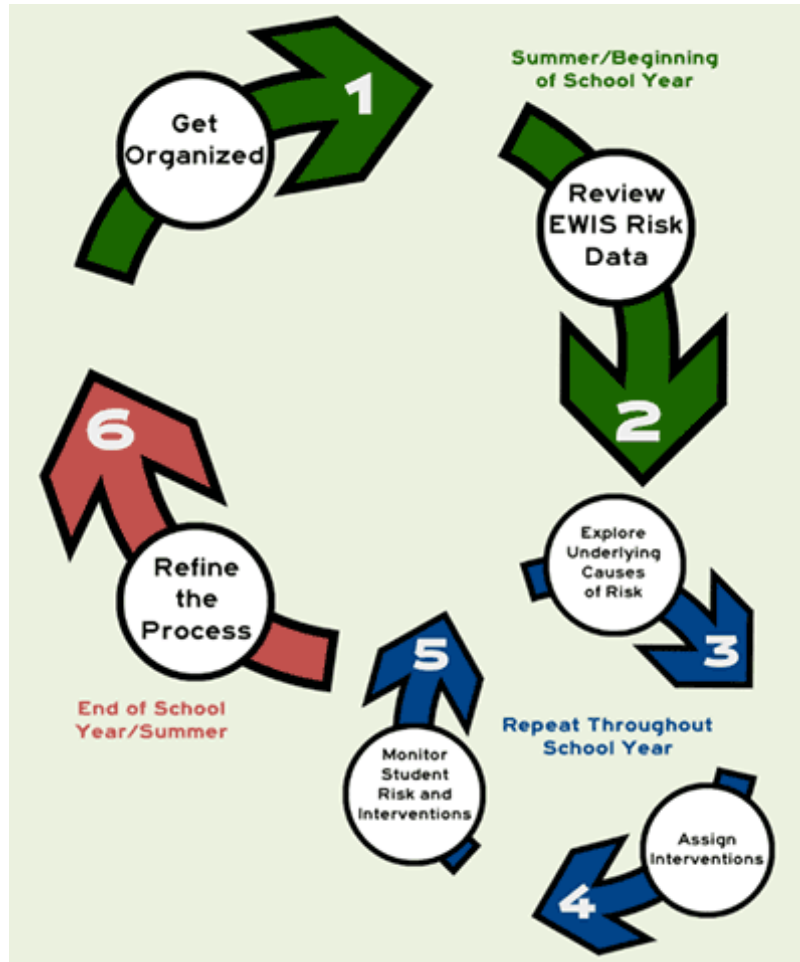 1
Get
Organized
Summer/Beginning
of School Year
Review
EWIS Risk
Data
2
Explore
Underlying
Causes
of Risk
3
Repeat Throughout
School Year
Assign
Interventions
4
Monitor
Student
Risk and
Interventions
5
Refine
the
Process
6
End of School
Year/Summer